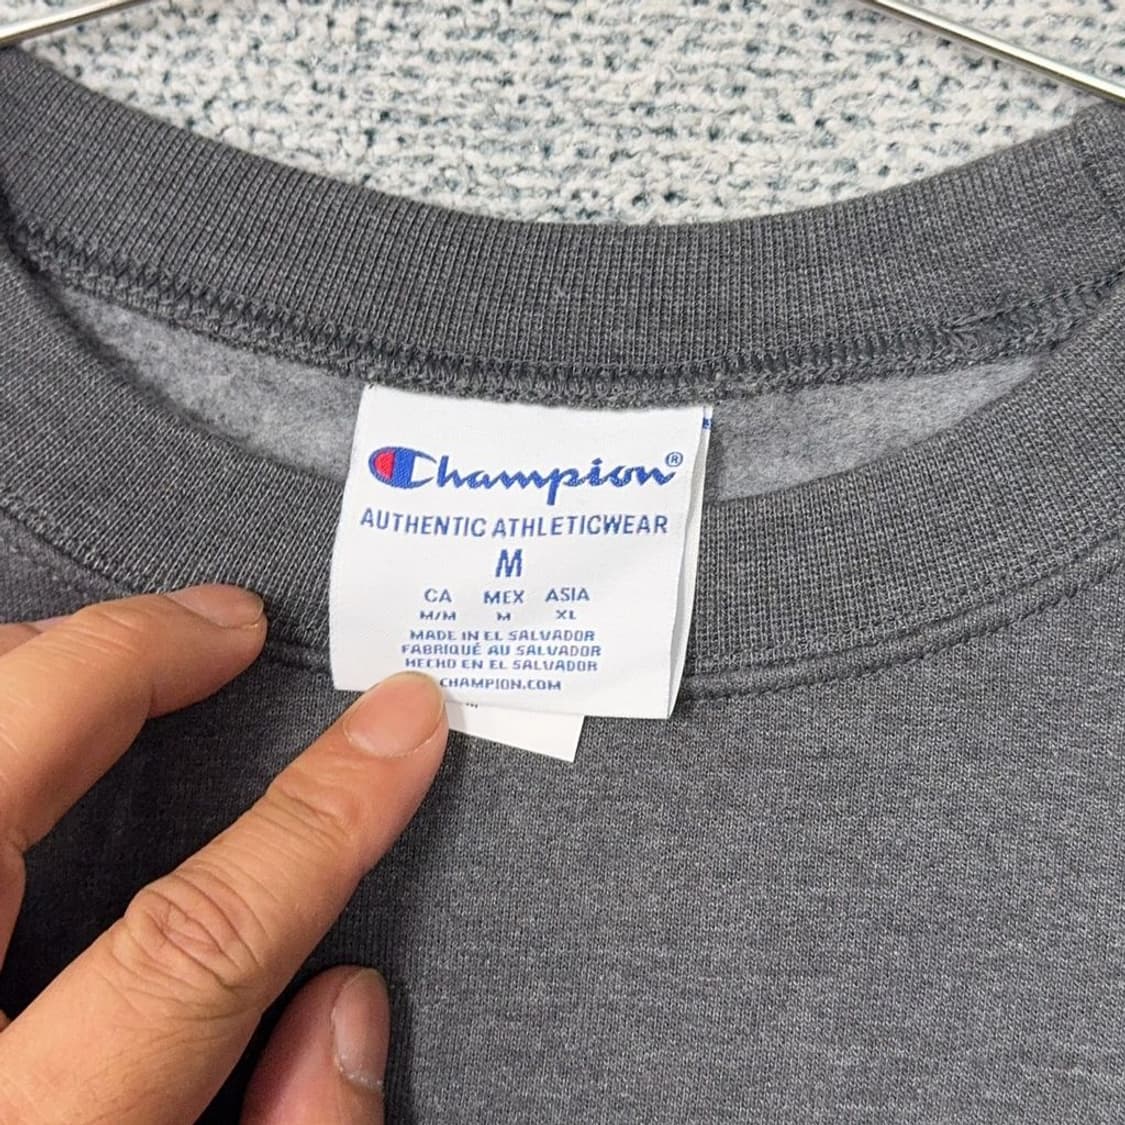 Champion®
AUTHENTIC ATHLETICWEAR
M
CA MEX ASIA
M/M M XL
MADE IN EL SALVADOR
FABRIQUÉ AU SALVADOR
HECHO EN EL SALVADOR
CHAMPION.COM